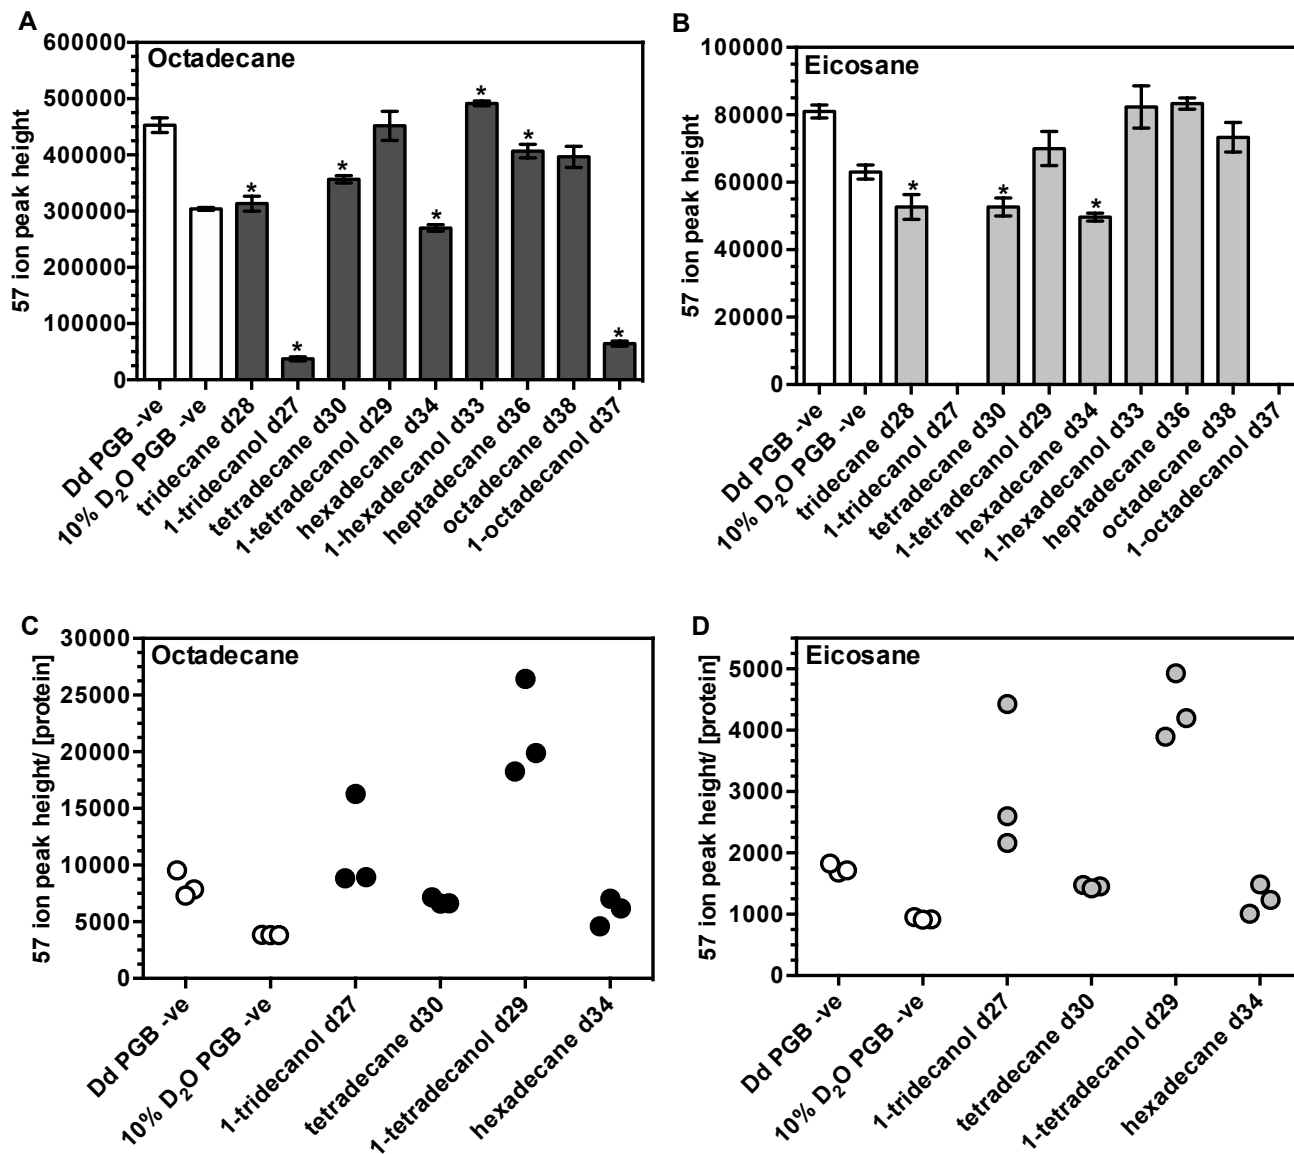 A
Octadecane
57 ion peak height
600000
500000
400000
300000
200000
100000
0
* * * * * *
*
Dd PGB -ve
10% D2O PGB -ve
tridecane d28
1-tridecanol d27
tetradecane d30
1-tetradecanol d29
hexadecane d34
1-hexadecanol d33
heptadecane d36
octadecane d38
1-octadecanol d37
B
Eicosane
57 ion peak height
100000
80000
60000
40000
20000
0
* * *
Dd PGB -ve
10% D2O PGB -ve
tridecane d28
1-tridecanol d27
tetradecane d30
1-tetradecanol d29
hexadecane d34
1-hexadecanol d33
heptadecane d36
octadecane d38
1-octadecanol d37
C
Octadecane
57 ion peak height/ [protein]
30000
25000
20000
15000
10000
5000
0
Dd PGB -ve
10% D2O PGB -ve
1-tridecanol d27
tetradecane d30
1-tetradecanol d29
hexadecane d34
D
Eicosane
57 ion peak height/ [protein]
5000
4000
3000
2000
1000
0
Dd PGB -ve
10% D2O PGB -ve
1-tridecanol d27
tetradecane d30
1-tetradecanol d29
hexadecane d34